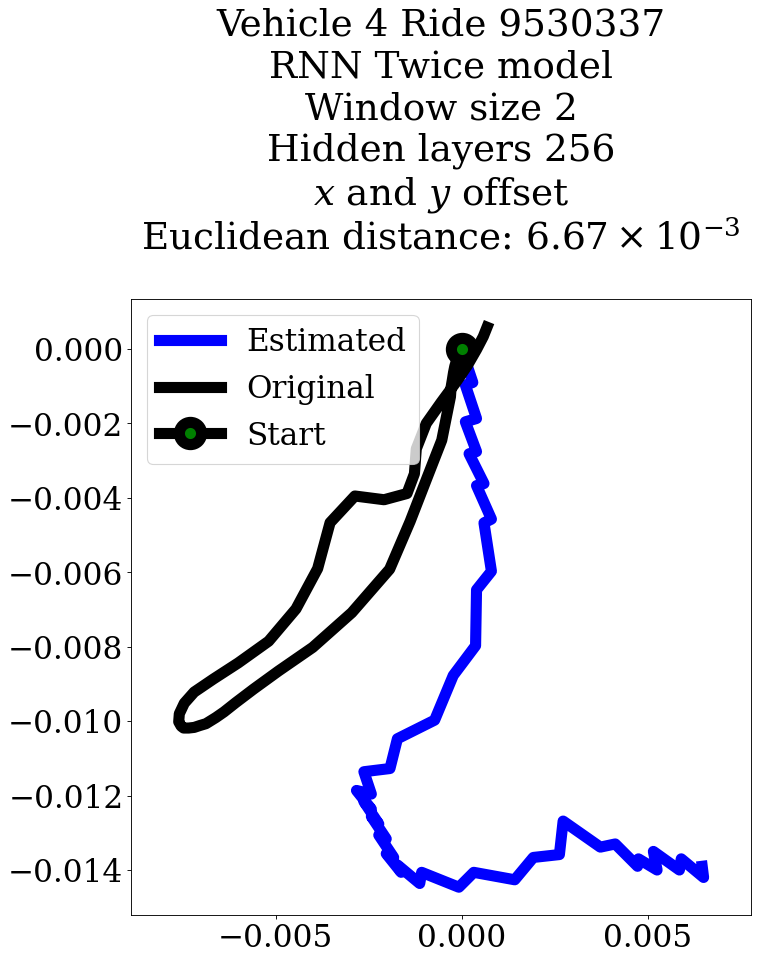 Vehicle 4 Ride 9530337
RNN Twice model
Window size 2
Hidden layers 256
x and y offset
Euclidean distance: 6.67 × 10⁻³
Estimated
Original
Start
0.000
−0.002
−0.004
−0.006
−0.008
−0.010
−0.012
−0.014
−0.005 0.000 0.005